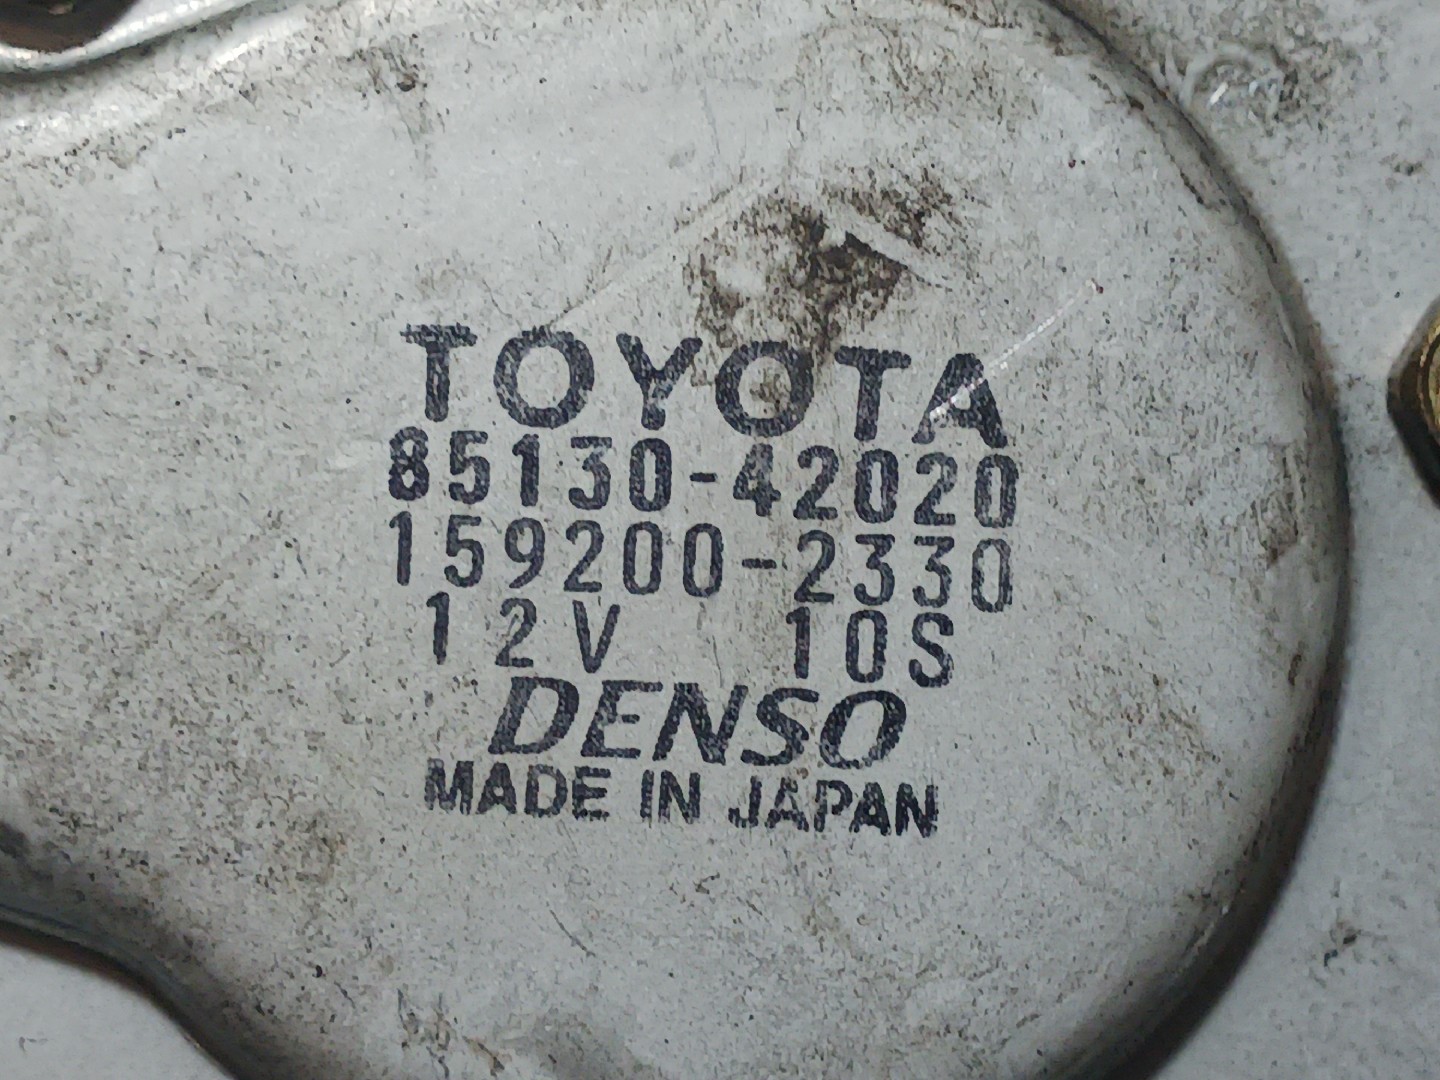 TOYOTA
85130-42020
159200-2330
12V 10S
DENSO
MADE IN JAPAN